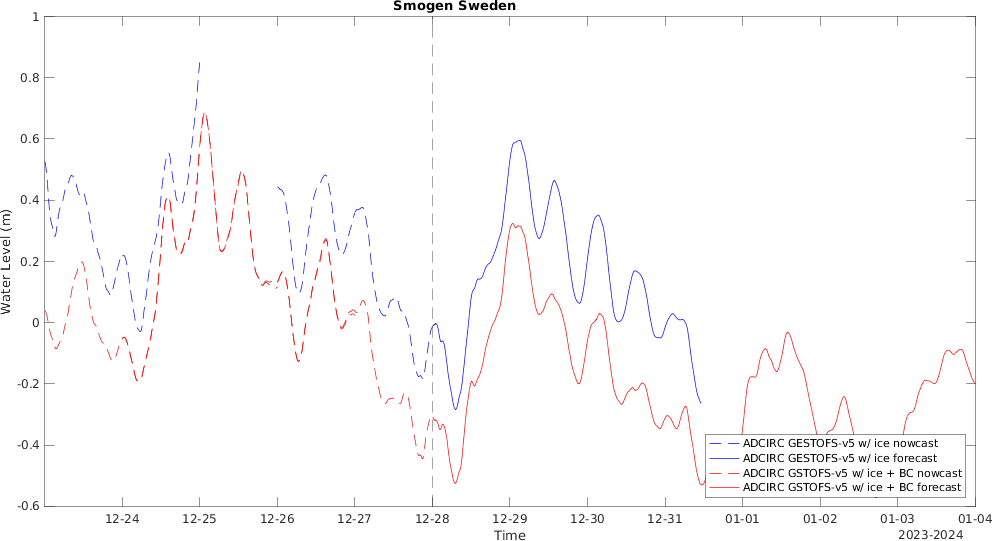 Smogen Sweden
Water Level (m)
1
0.8
0.6
0.4
0.2
0
-0.2
-0.4
-0.6
ADCIRC GESTOFS-v5 w/ ice nowcast
ADCIRC GESTOFS-v5 w/ ice forecast
ADCIRC GSTOFS-v5 w/ ice + BC nowcast
ADCIRC GSTOFS-v5 w/ ice + BC forecast
12-24 12-25 12-26 12-27 12-28 12-29 12-30 12-31 01-01 01-02 01-03 01-04
Time
2023-2024